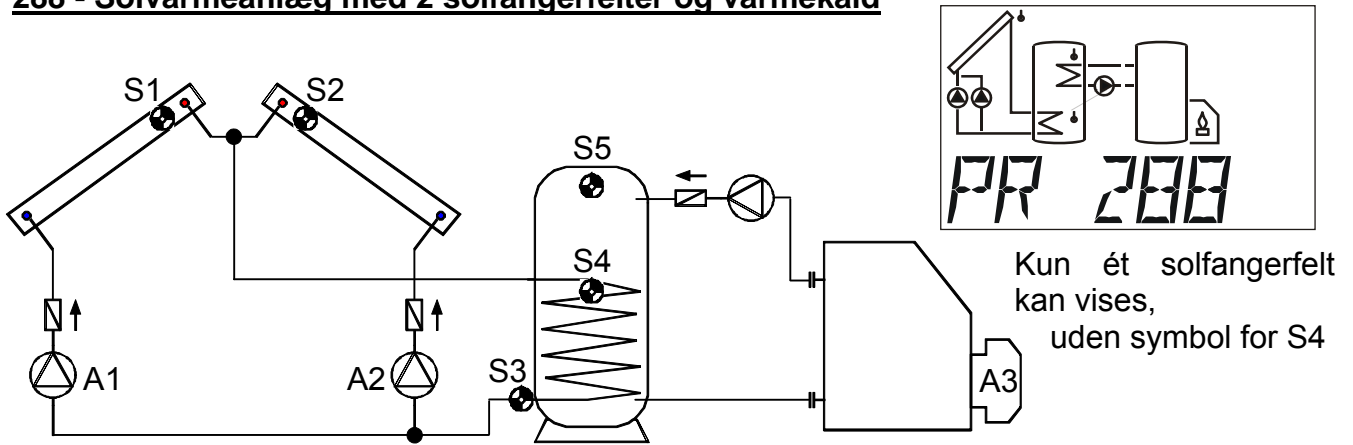 288 - Solvarmeanlæg med 2 solfangerfelter og varmekald
S1
S2
S5
S4
S3
A1
A2
A3
PR 288
Kun ét solfangerfelt
kan vises,
uden symbol for S4